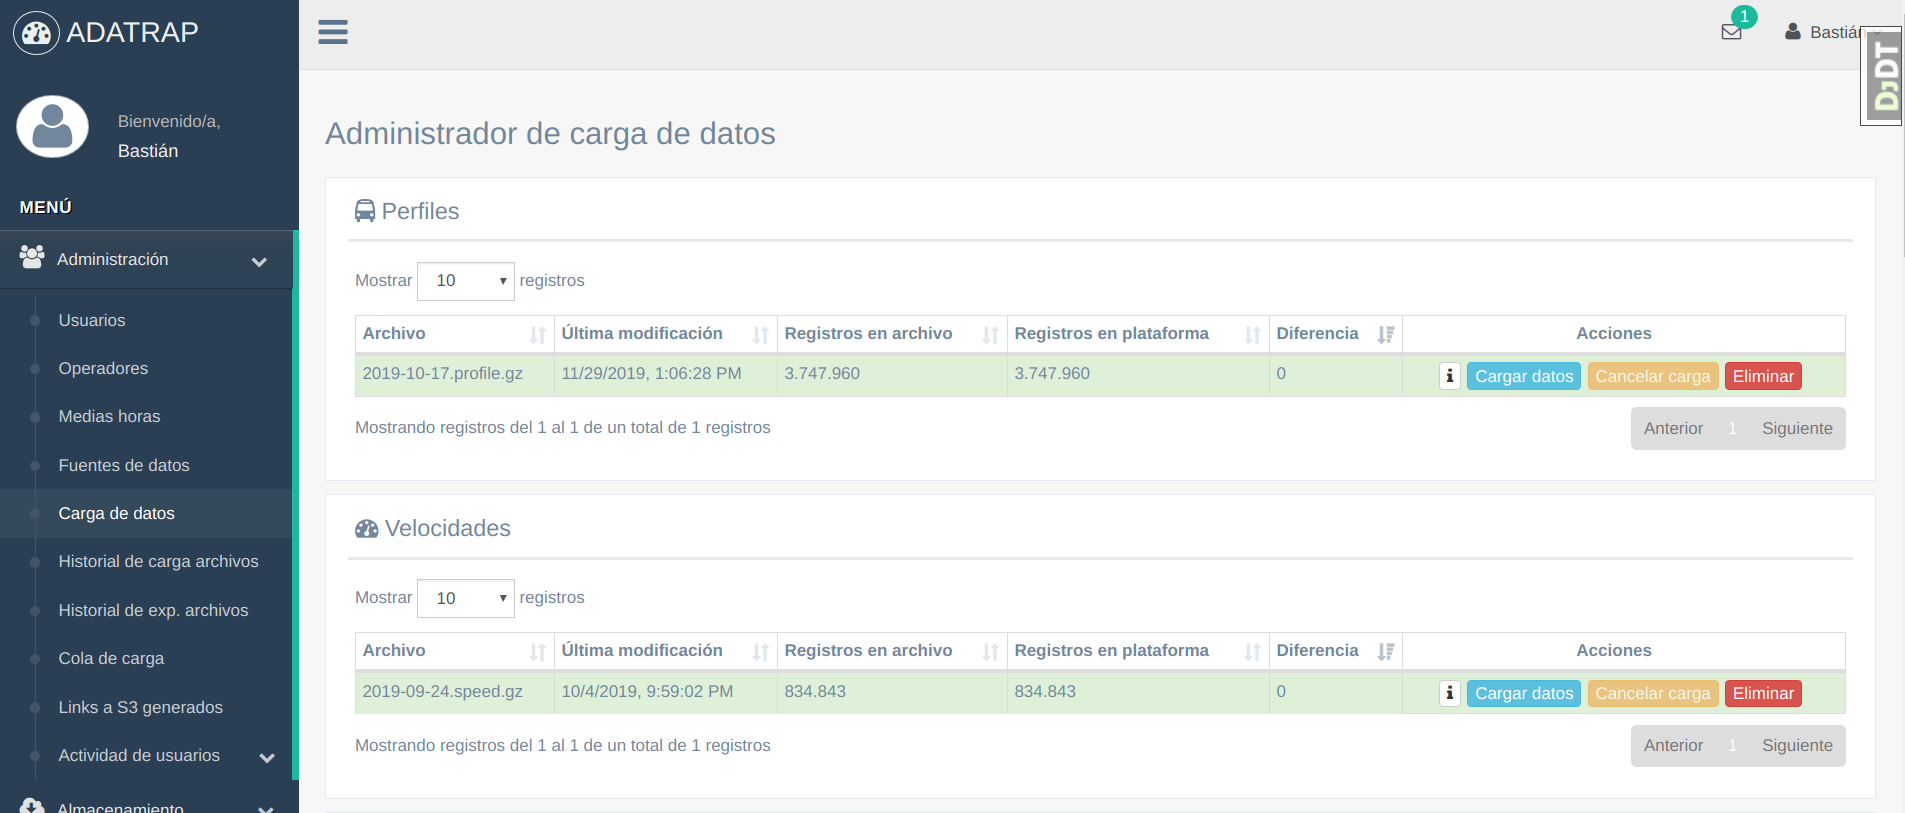 ADATRAP
1
Bastián
DJDT
Bienvenido/a,
Bastián
MENÚ
Administración
Usuarios
Operadores
Medias horas
Fuentes de datos
Carga de datos
Historial de carga archivos
Historial de exp. archivos
Cola de carga
Links a S3 generados
Actividad de usuarios
Almacenamiento
Administrador de carga de datos
Perfiles
Mostrar 10 registros
Archivo Última modificación Registros en archivo Registros en plataforma Diferencia Acciones
2019-10-17.profile.gz 11/29/2019, 1:06:28 PM 3.747.960 3.747.960 0 Cargar datos Cancelar carga Eliminar
Mostrando registros del 1 al 1 de un total de 1 registros
Anterior 1 Siguiente
Velocidades
Mostrar 10 registros
Archivo Última modificación Registros en archivo Registros en plataforma Diferencia Acciones
2019-09-24.speed.gz 10/4/2019, 9:59:02 PM 834.843 834.843 0 Cargar datos Cancelar carga Eliminar
Mostrando registros del 1 al 1 de un total de 1 registros
Anterior 1 Siguiente